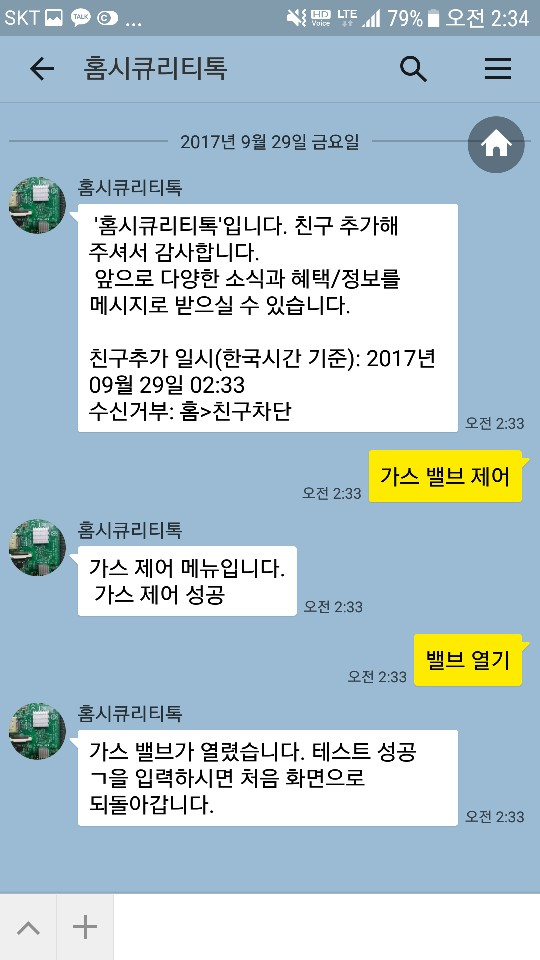 SKT TALK C ... HD Voice LTE 79% 오전 2:34
홈시큐리티톡
2017년 9월 29일 금요일
홈시큐리티톡
'홈시큐리티톡'입니다. 친구 추가해
주셔서 감사합니다.
앞으로 다양한 소식과 혜택/정보를
메시지로 받으실 수 있습니다.
친구추가 일시(한국시간 기준): 2017년
09월 29일 02:33
수신거부: 홈>친구차단
오전 2:33
가스 밸브 제어
오전 2:33
홈시큐리티톡
가스 제어 메뉴입니다.
가스 제어 성공
오전 2:33
밸브 열기
오전 2:33
홈시큐리티톡
가스 밸브가 열렸습니다. 테스트 성공
ㄱ을 입력하시면 처음 화면으로
되돌아갑니다.
오전 2:33